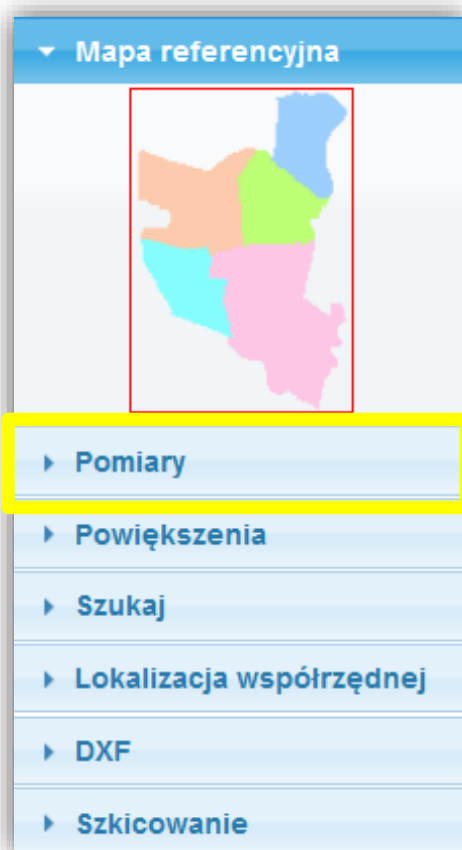 Mapa referencyjna
Pomiary
Powiększenia
Szukaj
Lokalizacja współrzędnej
DXF
Szkicowanie